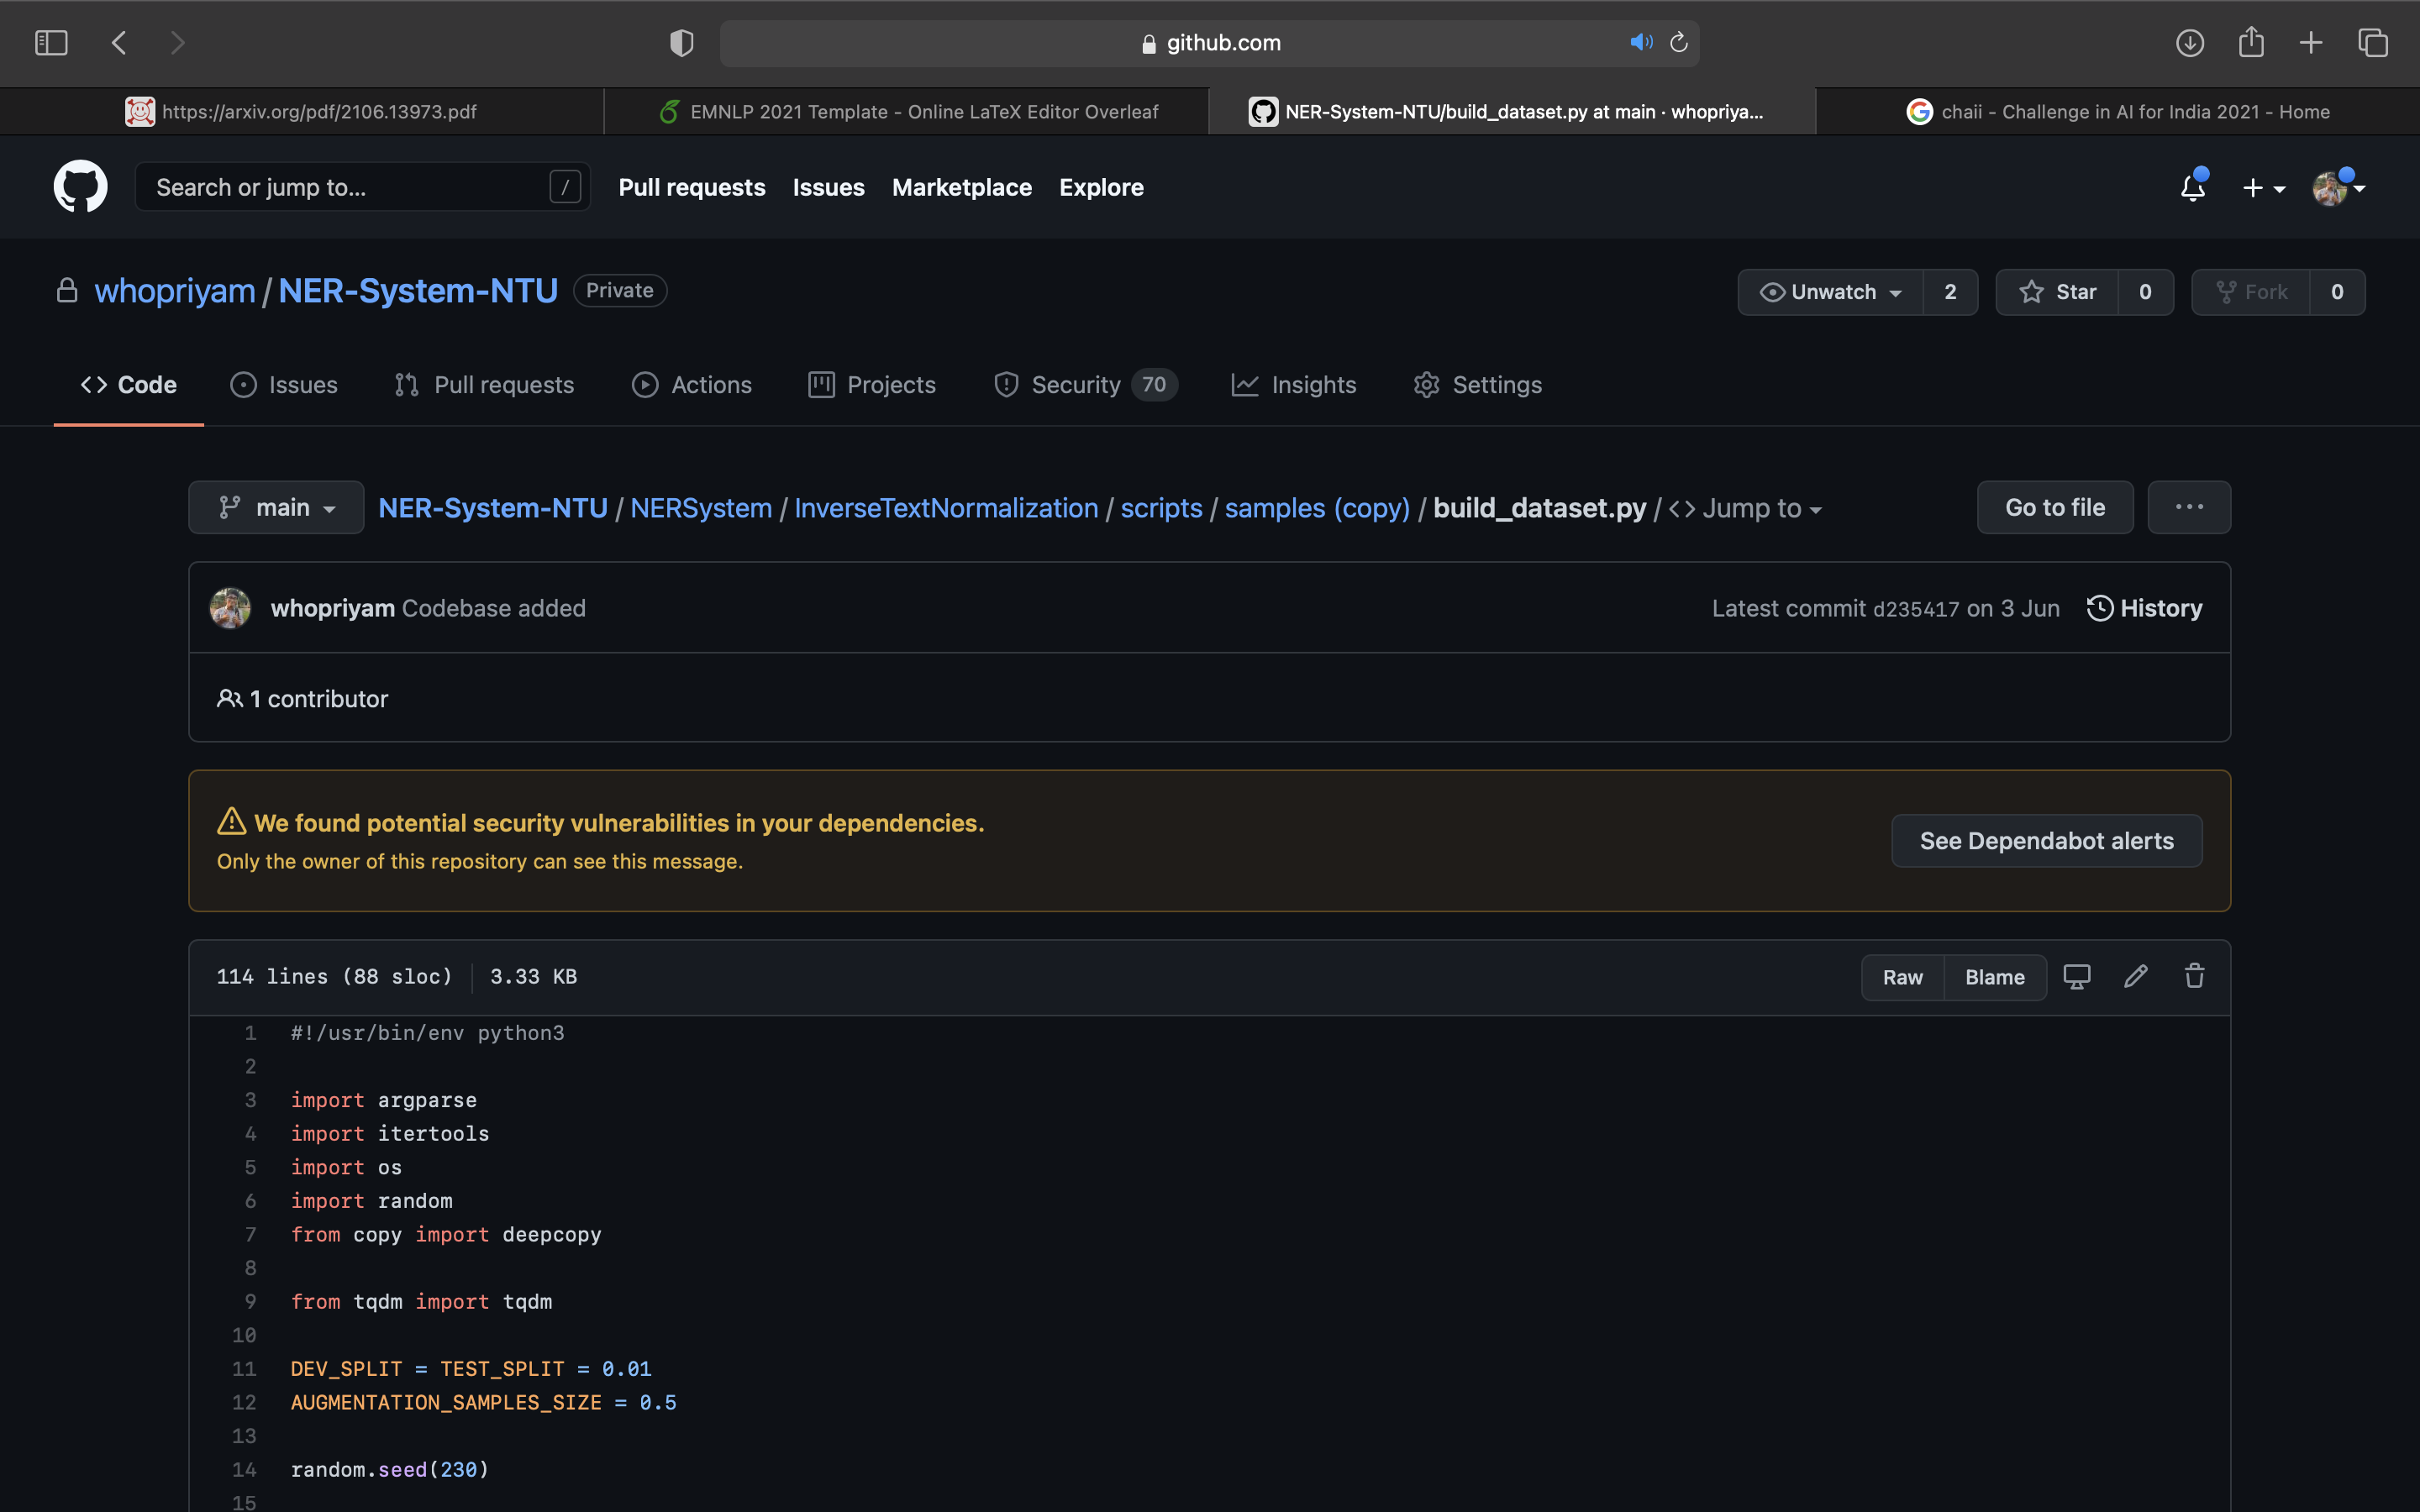 github.com
https://arxiv.org/pdf/2106.13973.pdf
EMNLP 2021 Template - Online LaTeX Editor Overleaf
NER-System-NTU/build_dataset.py at main · whopriya...
chaii - Challenge in AI for India 2021 - Home
Search or jump to...
/
Pull requests
Issues
Marketplace
Explore
whopriyam / NER-System-NTU
Private
Unwatch 2
Star 0
Fork 0
Code
Issues
Pull requests
Actions
Projects
Security 70
Insights
Settings
main
NER-System-NTU / NERSystem / InverseTextNormalization / scripts / samples (copy) / build_dataset.py / <> Jump to
Go to file
...
whopriyam Codebase added
Latest commit d235417 on 3 Jun
History
1 contributor
We found potential security vulnerabilities in your dependencies.
Only the owner of this repository can see this message.
See Dependabot alerts
114 lines (88 sloc) 3.33 KB
Raw
Blame
1 #!/usr/bin/env python3
2
3 import argparse
4 import itertools
5 import os
6 import random
7 from copy import deepcopy
8
9 from tqdm import tqdm
10
11 DEV_SPLIT = TEST_SPLIT = 0.01
12 AUGMENTATION_SAMPLES_SIZE = 0.5
13
14 random.seed(230)
15